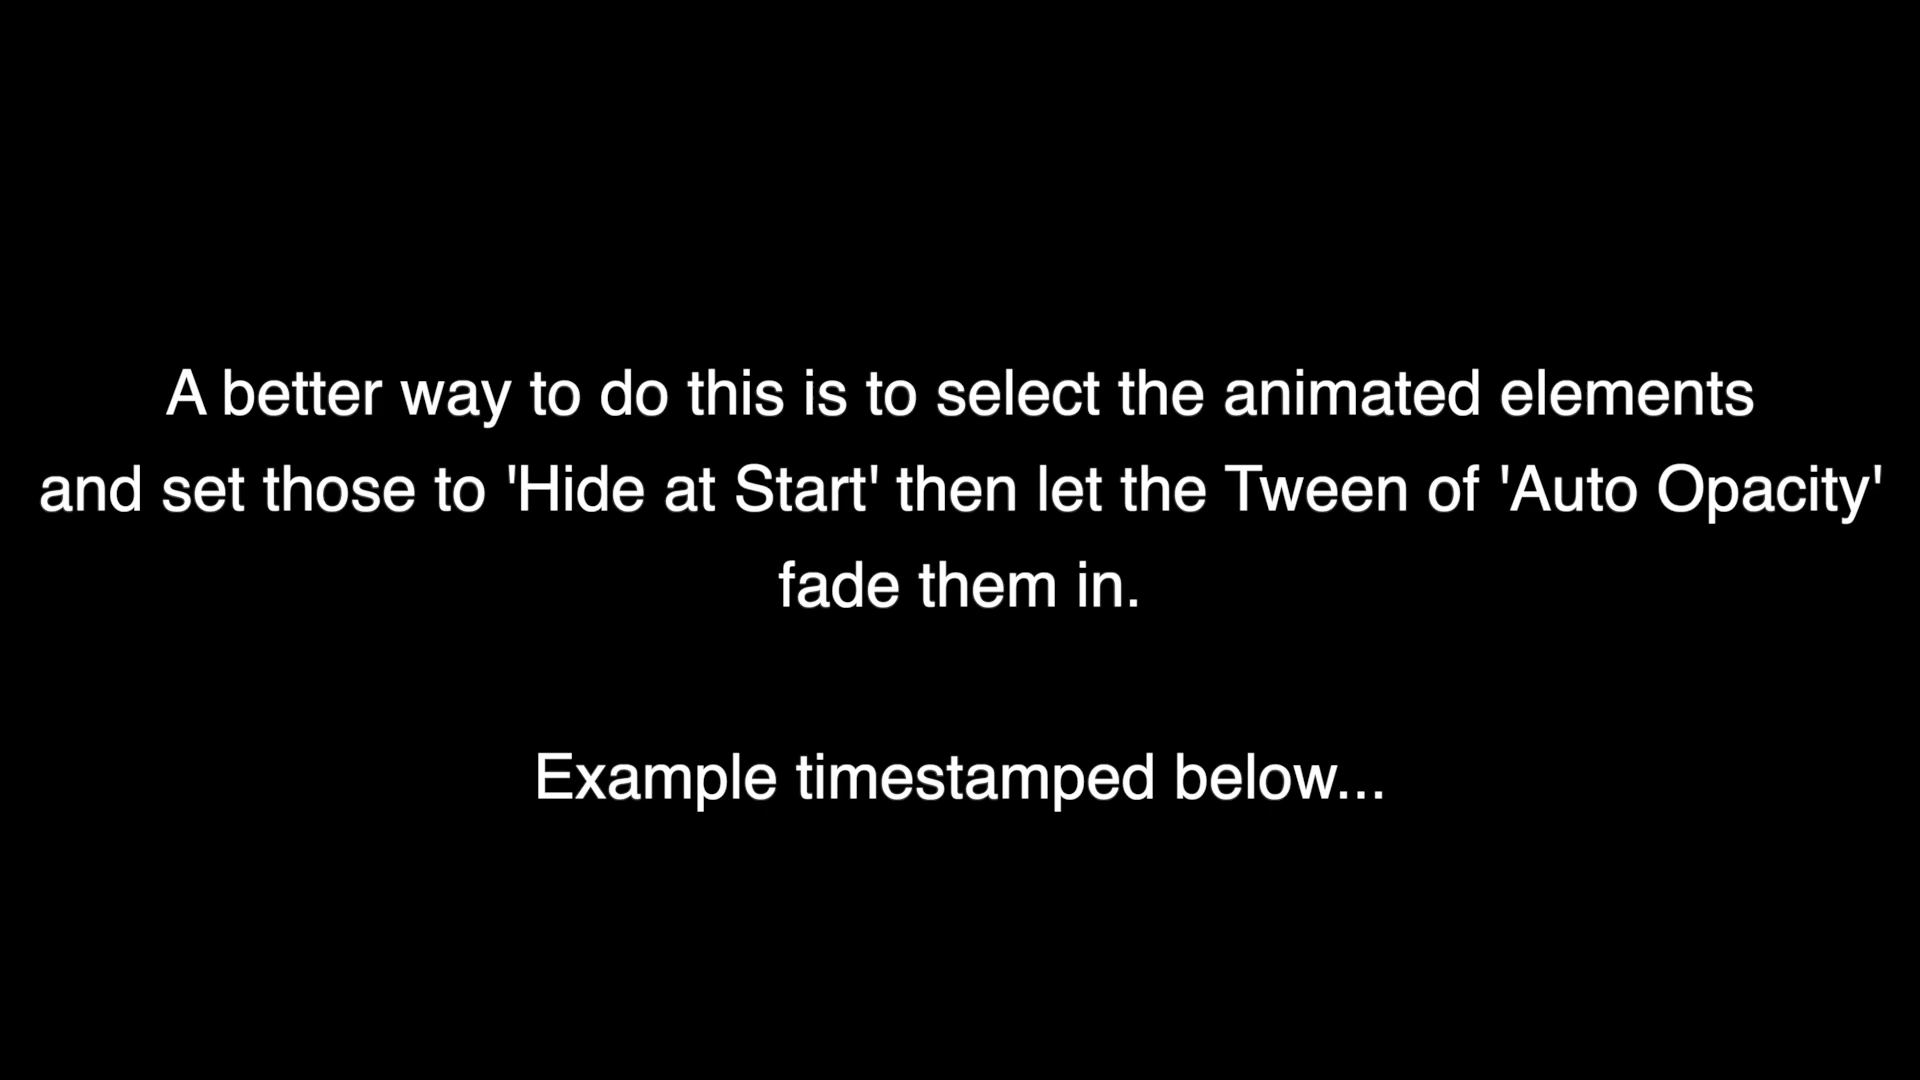 A better way to do this is to select the animated elements
and set those to 'Hide at Start' then let the Tween of 'Auto Opacity'
fade them in.
Example timestamped below...